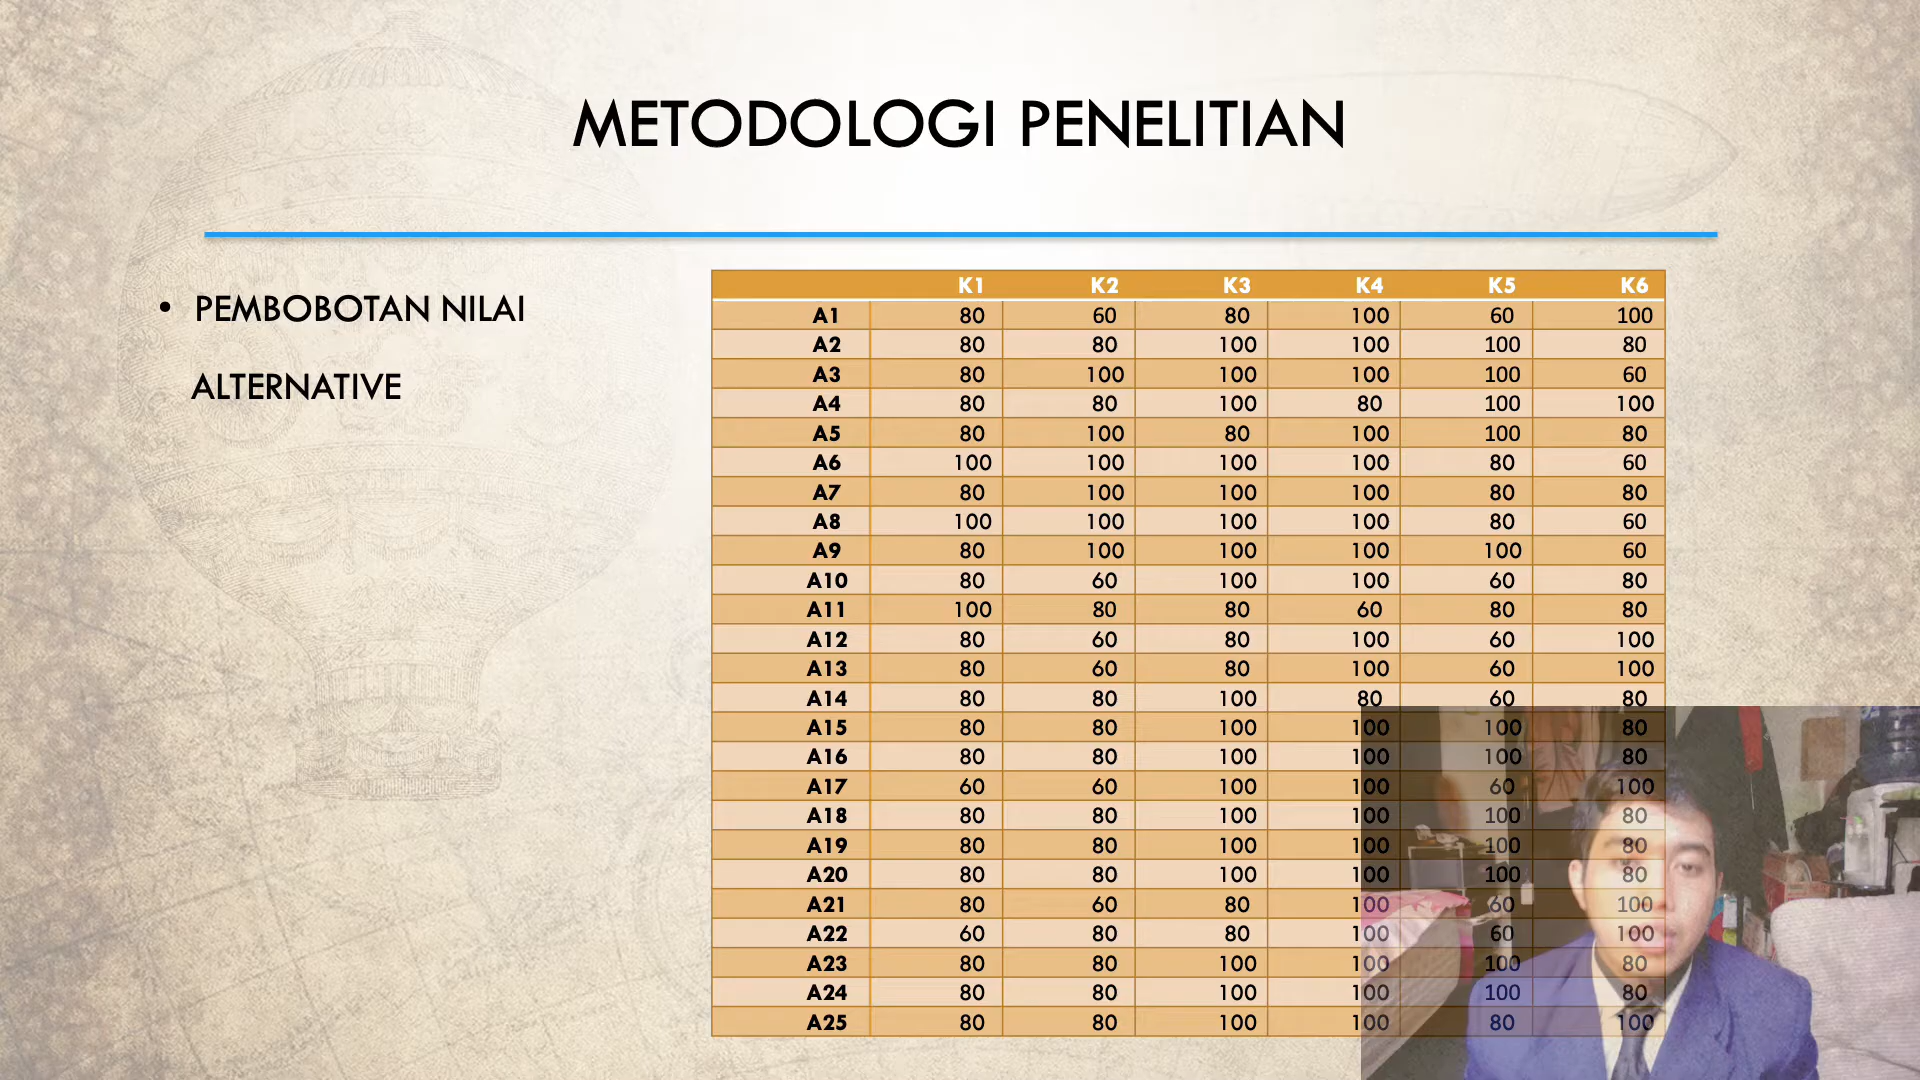 METODOLOGI PENELITIAN
• PEMBOBOTAN NILAI
ALTERNATIVE
K1 K2 K3 K4 K5 K6
A1 80 60 80 100 60 100
A2 80 80 100 100 100 80
A3 80 100 100 100 100 60
A4 80 80 100 80 100 100
A5 80 100 80 100 100 80
A6 100 100 100 100 80 60
A7 80 100 100 100 80 80
A8 100 100 100 100 80 60
A9 80 100 100 100 100 60
A10 80 60 100 100 60 80
A11 100 80 80 60 80 80
A12 80 60 80 100 60 100
A13 80 60 80 100 60 100
A14 80 80 100 80 60 80
A15 80 80 100 100 100 80
A16 80 80 100 100 100 80
A17 60 60 100 100 60 100
A18 80 80 100 100 100 80
A19 80 80 100 100 100 80
A20 80 80 100 100 100 80
A21 80 60 80 100 60 100
A22 60 80 80 100 60 100
A23 80 80 100 100 100 80
A24 80 80 100 100 100 80
A25 80 80 100 100 80 100